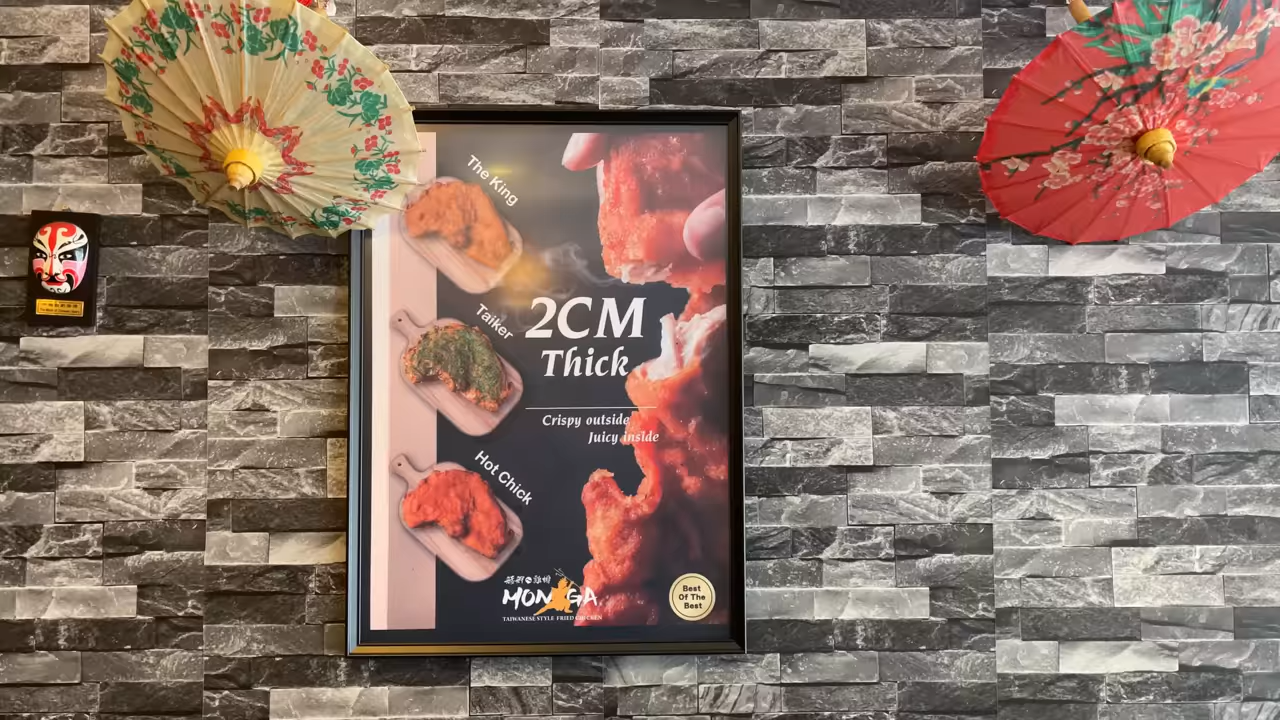 The King
Taiker
2CM
Thick
Crispy outside
Juicy inside
Hot Chick
MONGA
TAIWANESE STYLE FRIED CHICKEN
Best
Of The
Best